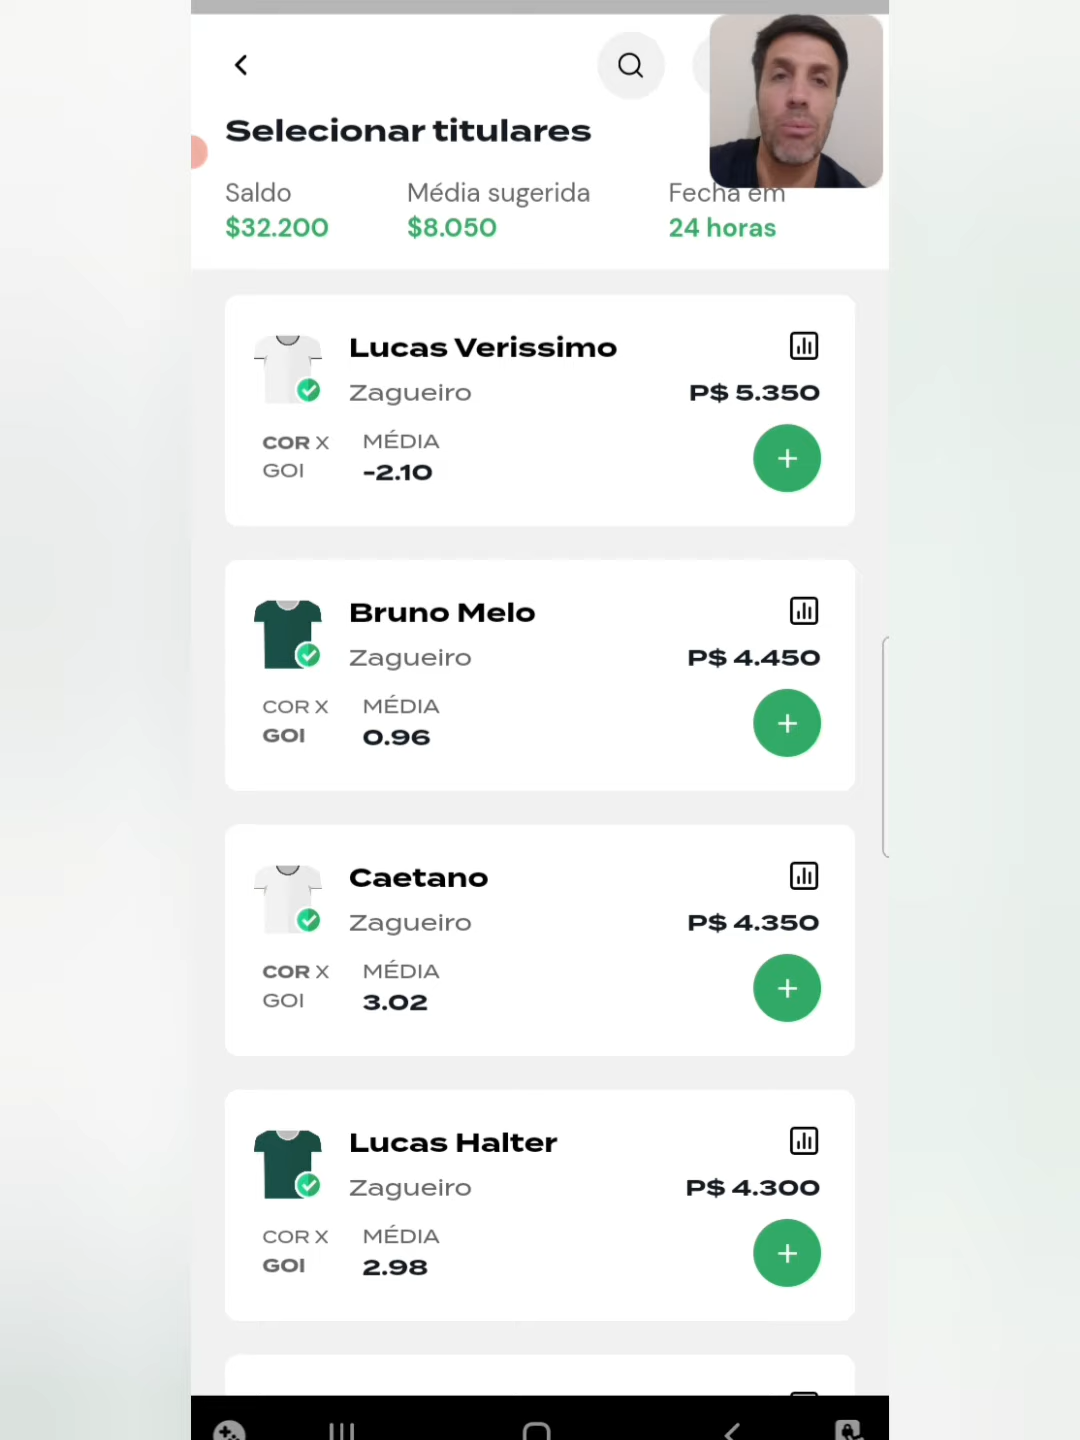 Selecionar titulares
Saldo Média sugerida Fecha em
$32.200 $8.050 24 horas
Lucas Verissimo
Zagueiro P$ 5.350
COR X MÉDIA
GOI -2.10
Bruno Melo
Zagueiro P$ 4.450
COR X MÉDIA
GOI 0.96
Caetano
Zagueiro P$ 4.350
COR X MÉDIA
GOI 3.02
Lucas Halter
Zagueiro P$ 4.300
COR X MÉDIA
GOI 2.98